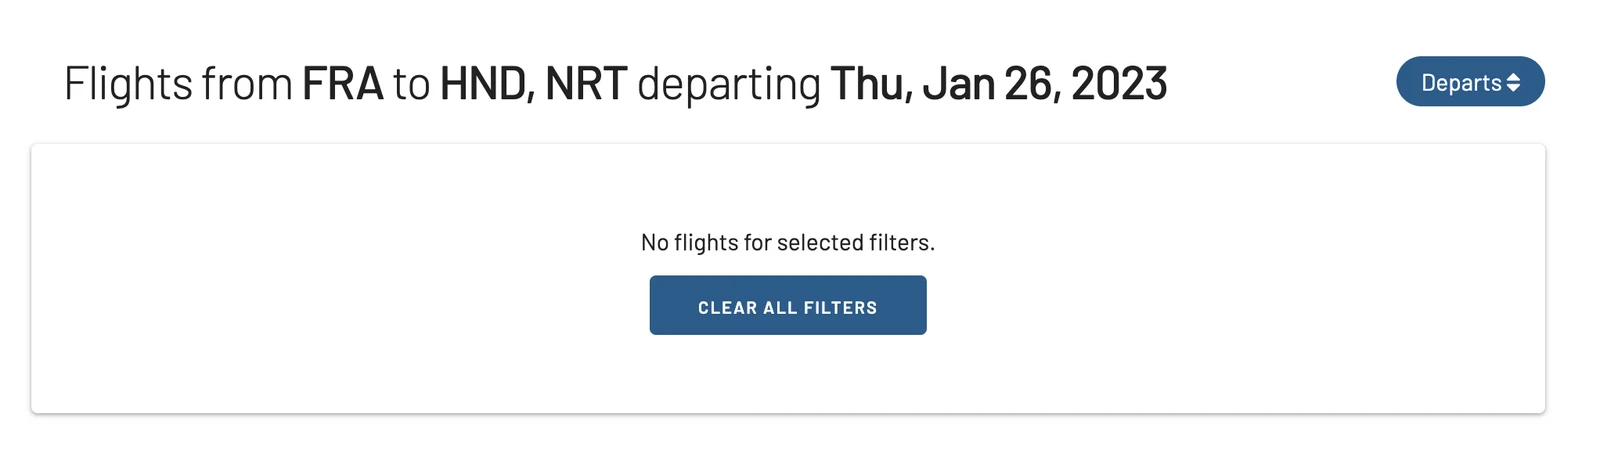 Flights from FRA to HND, NRT departing Thu, Jan 26, 2023
Departs
No flights for selected filters.
CLEAR ALL FILTERS